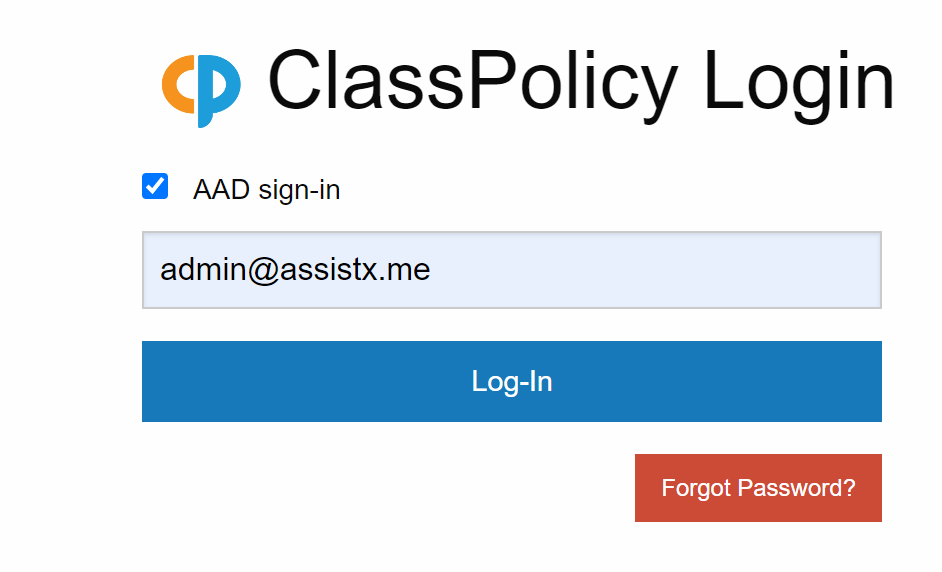 ClassPolicy Login
AAD sign-in
admin@assistx.me
Log-In
Forgot Password?